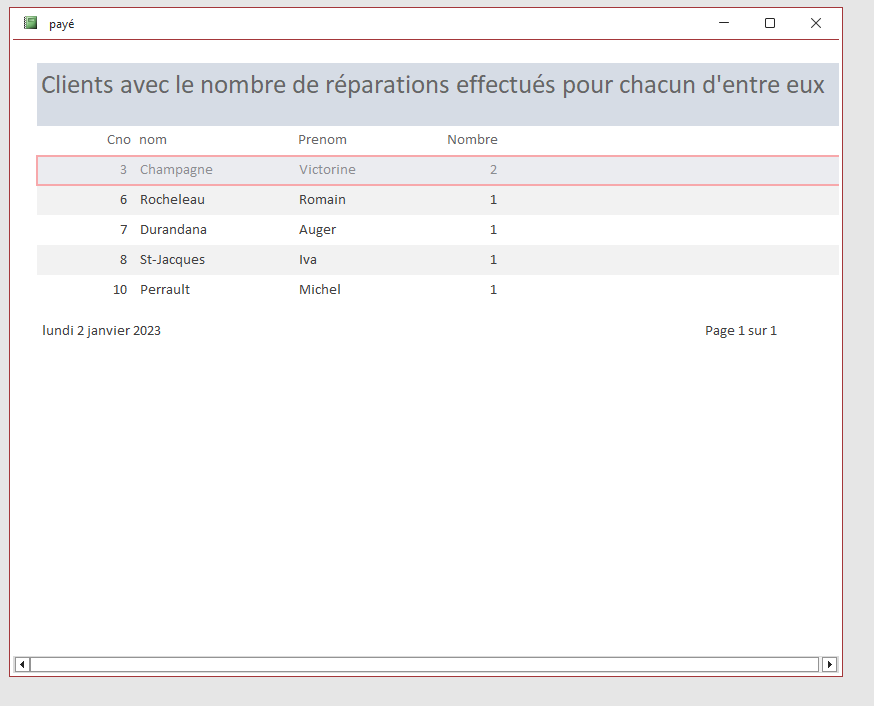 payé
Clients avec le nombre de réparations effectués pour chacun d'entre eux
Cno nom Prenom Nombre
3 Champagne Victorine 2
6 Rocheleau Romain 1
7 Durandana Auger 1
8 St-Jacques Iva 1
10 Perrault Michel 1
lundi 2 janvier 2023 Page 1 sur 1